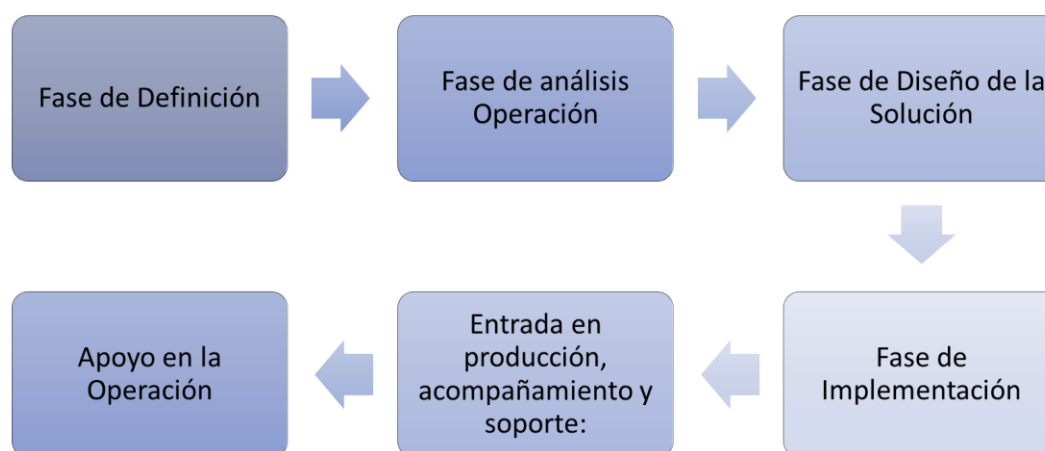 Fase de Definición
Fase de análisis
Operación
Fase de Diseño de la
Solución
Apoyo en la
Operación
Entrada en
producción,
acompañamiento y
soporte:
Fase de
Implementación